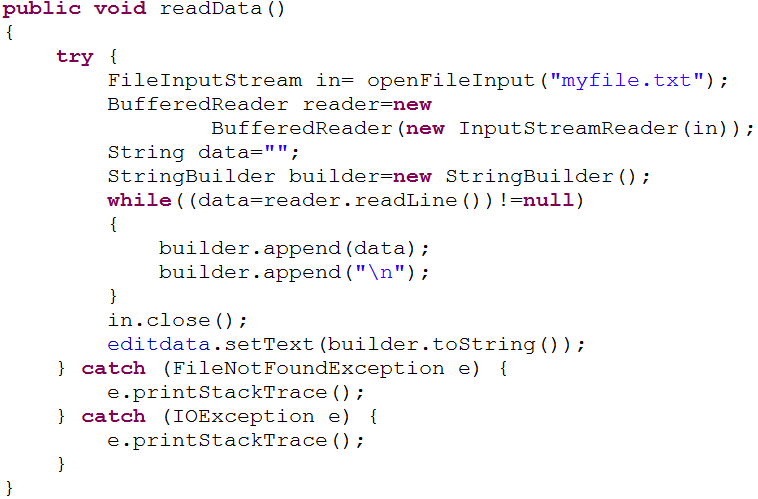 public void readData()
{
    try {
        FileInputStream in= openFileInput("myfile.txt");
        BufferedReader reader=new
                BufferedReader(new InputStreamReader(in));
        String data="";
        StringBuilder builder=new StringBuilder();
        while((data=reader.readLine())!=null)
        {
            builder.append(data);
            builder.append("\n");
        }
        in.close();
        editdata.setText(builder.toString());
    } catch (FileNotFoundException e) {
        e.printStackTrace();
    } catch (IOException e) {
        e.printStackTrace();
    }
}